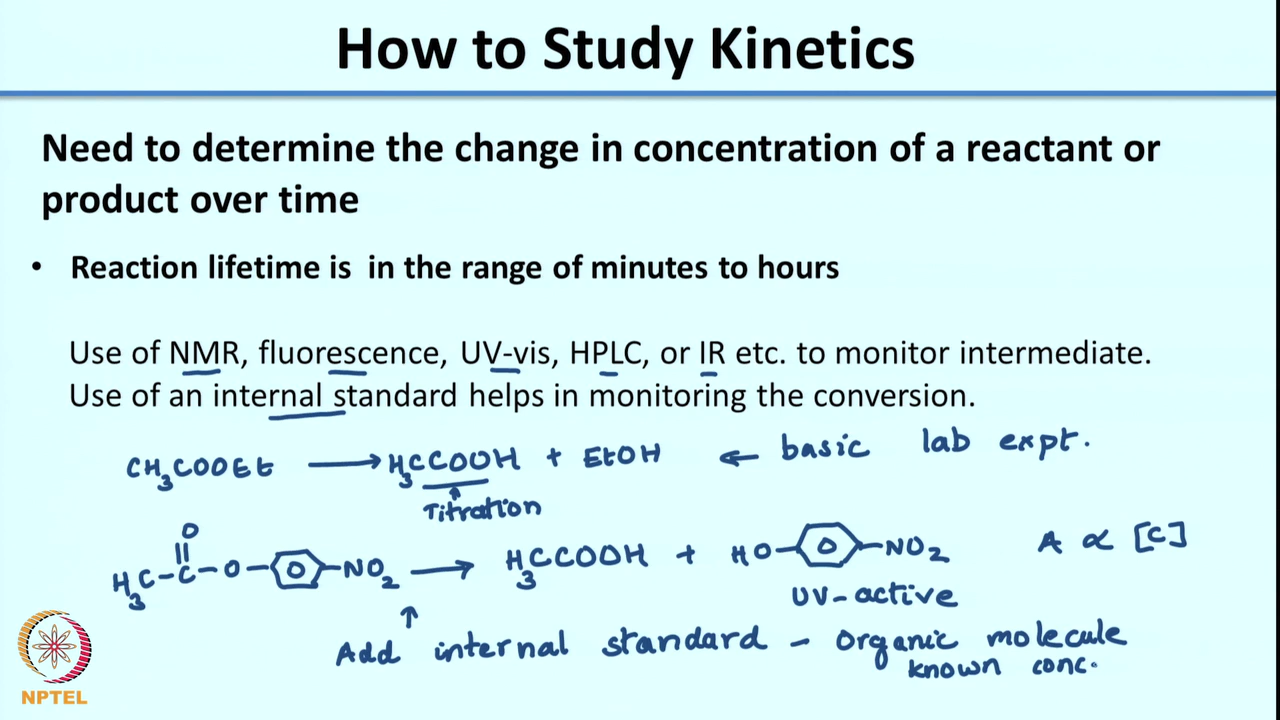 How to Study Kinetics
Need to determine the change in concentration of a reactant or
product over time
• Reaction lifetime is in the range of minutes to hours
Use of NMR, fluorescence, UV-vis, HPLC, or IR etc. to monitor intermediate.
Use of an internal standard helps in monitoring the conversion.
CH3COOEt ⟶ H3CCOOH + EtOH ← basic lab expt.
↑
Titration
O
||
H3C-C-O-⌬-NO2 ⟶ H3CCOOH + HO-⌬-NO2 A ∝ [C]
↑ UV-active
Add internal standard - organic molecule
known conc.
NPTEL